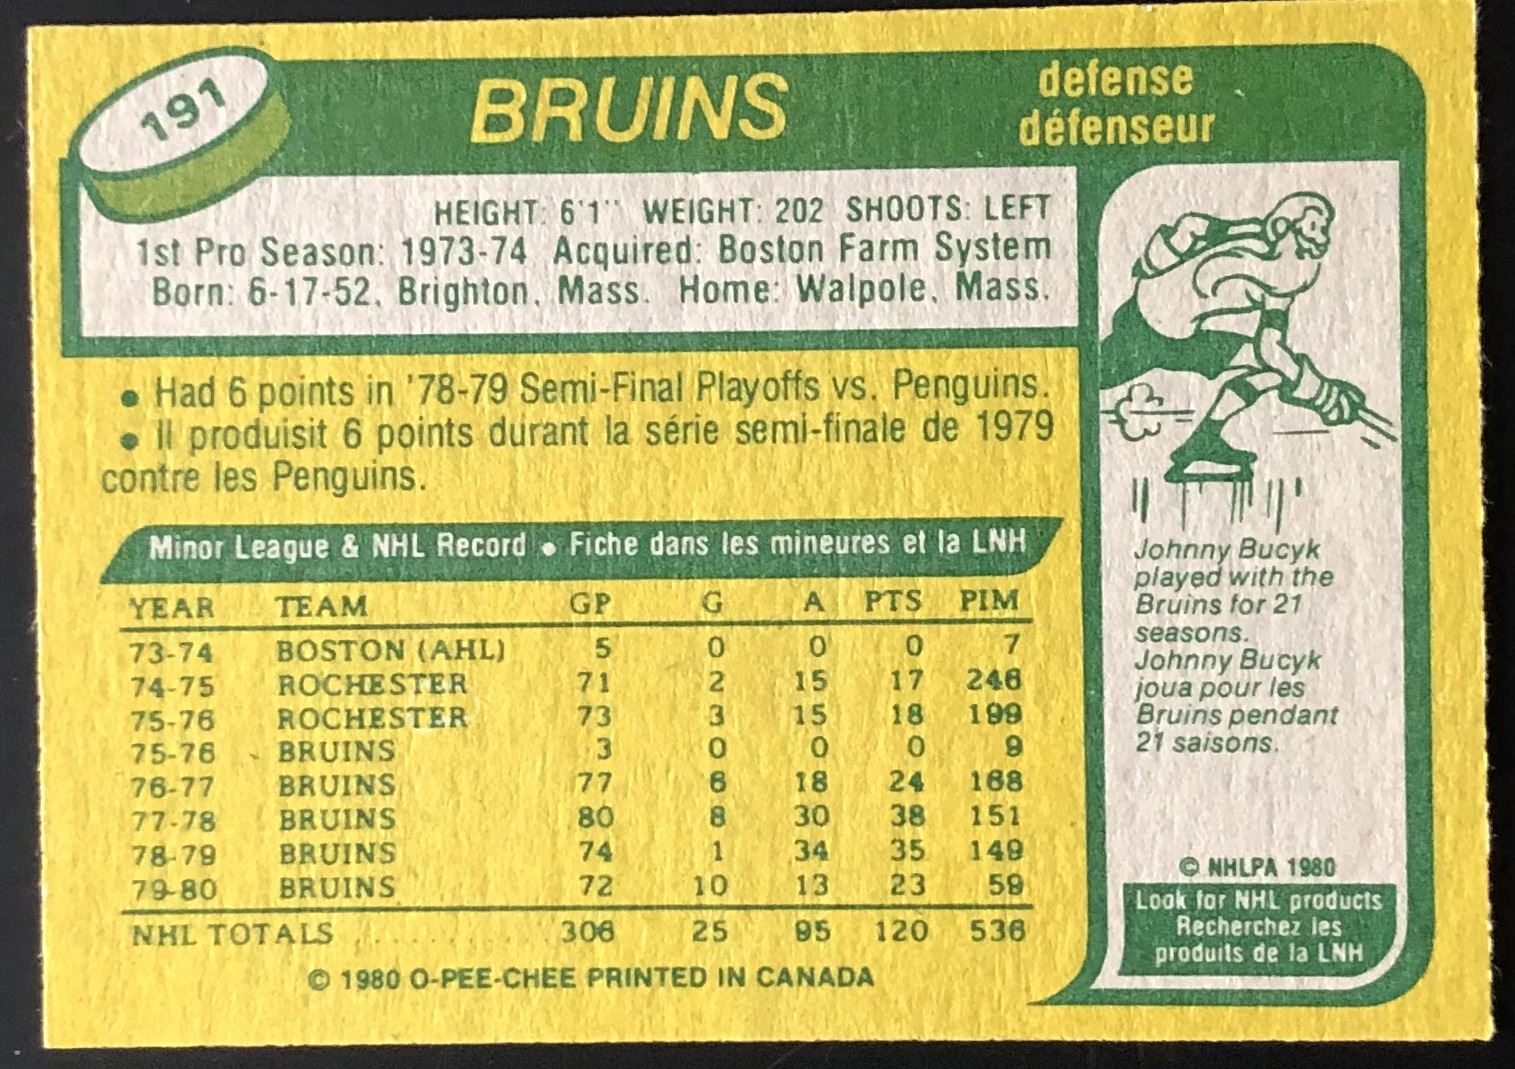 191
BRUINS
defense
défenseur
HEIGHT: 6'1" WEIGHT: 202 SHOOTS: LEFT
1st Pro Season: 1973-74 Acquired: Boston Farm System
Born: 6-17-52, Brighton, Mass. Home: Walpole, Mass.
• Had 6 points in '78-79 Semi-Final Playoffs vs. Penguins.
• Il produisit 6 points durant la série semi-finale de 1979
contre les Penguins.
Minor League & NHL Record • Fiche dans les mineures et la LNH
YEAR TEAM GP G A PTS PIM
73-74 BOSTON (AHL) 5 0 0 0 7
74-75 ROCHESTER 71 2 15 17 246
75-76 ROCHESTER 73 3 15 18 199
75-76 BRUINS 3 0 0 0 9
76-77 BRUINS 77 6 18 24 168
77-78 BRUINS 80 8 30 38 151
78-79 BRUINS 74 1 34 35 149
79-80 BRUINS 72 10 13 23 59
NHL TOTALS 306 25 95 120 536
© 1980 O-PEE-CHEE PRINTED IN CANADA
Johnny Bucyk
played with the
Bruins for 21
seasons.
Johnny Bucyk
joua pour les
Bruins pendant
21 saisons.
© NHLPA 1980
Look for NHL products
Recherchez les
produits de la LNH